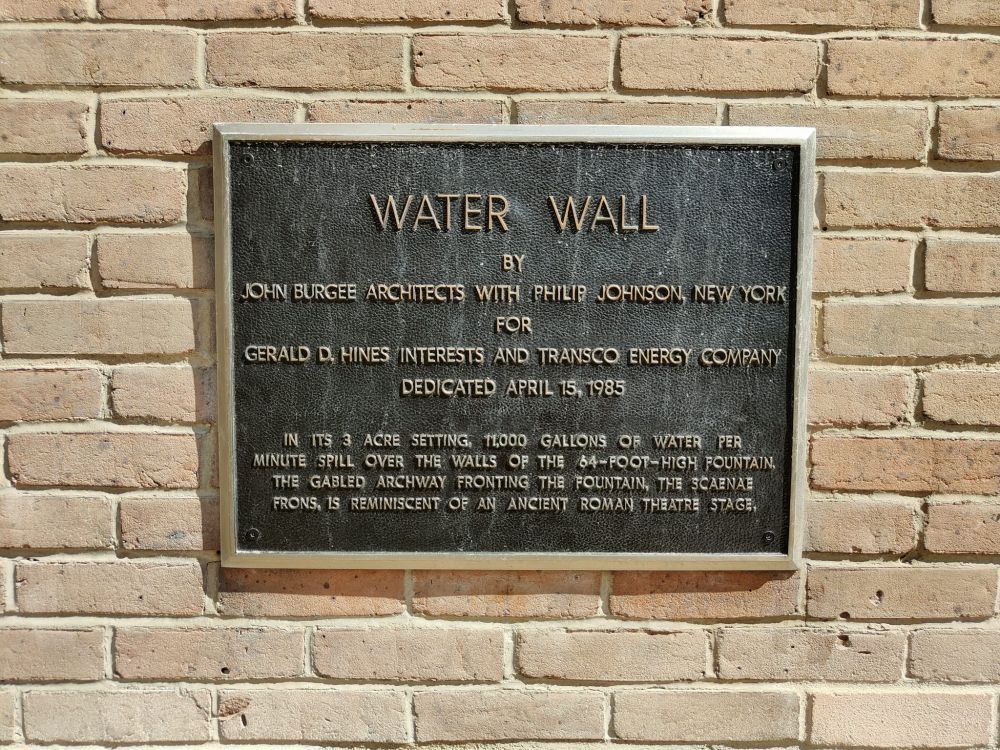 WATER WALL
BY
JOHN BURGEE ARCHITECTS WITH PHILIP JOHNSON, NEW YORK
FOR
GERALD D. HINES INTERESTS AND TRANSCO ENERGY COMPANY
DEDICATED APRIL 15, 1985
IN ITS 3 ACRE SETTING, 11,000 GALLONS OF WATER PER
MINUTE SPILL OVER THE WALLS OF THE 64-FOOT-HIGH FOUNTAIN.
THE GABLED ARCHWAY FRONTING THE FOUNTAIN, THE SCAENAE
FRONS, IS REMINISCENT OF AN ANCIENT ROMAN THEATRE STAGE.